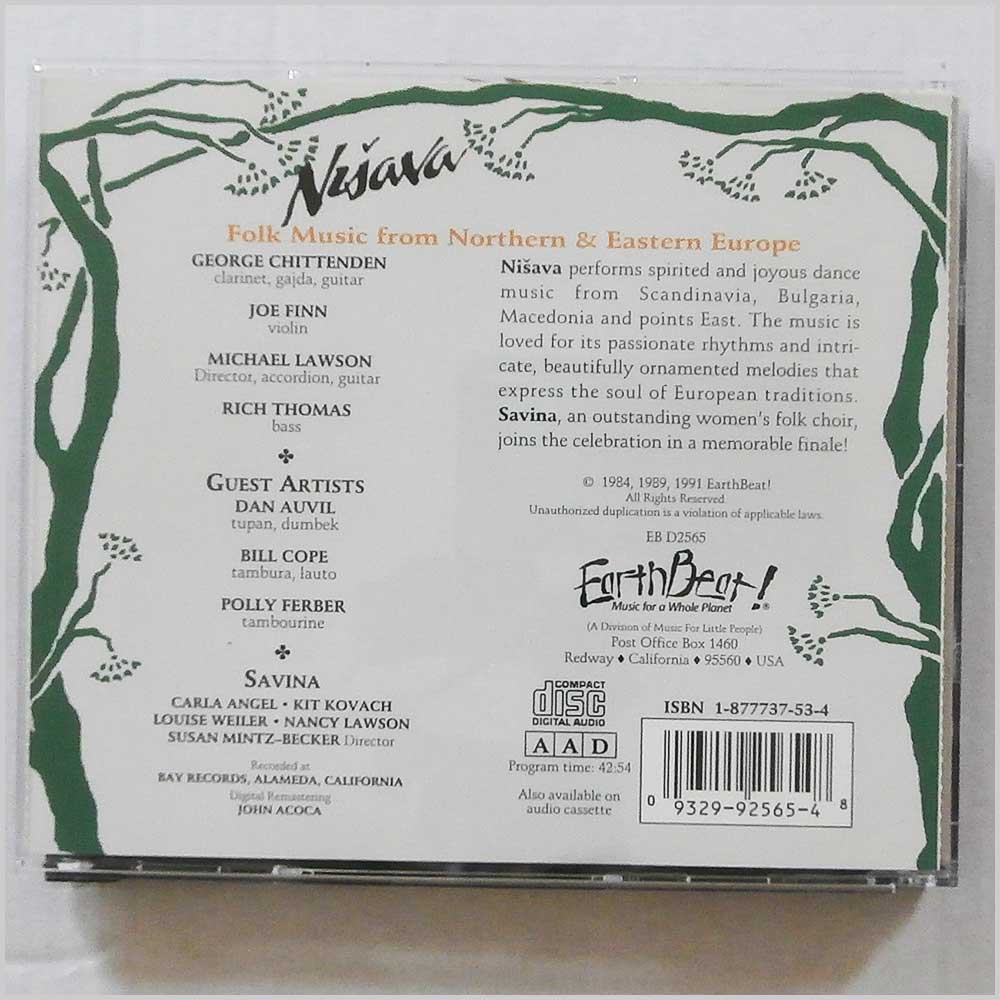 Nišava
Folk Music from Northern & Eastern Europe
GEORGE CHITTENDEN
clarinet, gajda, guitar
JOE FINN
violin
MICHAEL LAWSON
Director, accordion, guitar
RICH THOMAS
bass
GUEST ARTISTS
DAN AUVIL
tupan, dumbek
BILL COPE
tambura, lauto
POLLY FERBER
tambourine
SAVINA
CARLA ANGEL • KIT KOVACH
LOUISE WEILER • NANCY LAWSON
SUSAN MINTZ-BECKER Director
Recorded at
BAY RECORDS, ALAMEDA, CALIFORNIA
Digital Remastering
JOHN ACOCA
Nišava performs spirited and joyous dance
music from Scandinavia, Bulgaria,
Macedonia and points East. The music is
loved for its passionate rhythms and intri-
cate, beautifully ornamented melodies that
express the soul of European traditions.
Savina, an outstanding women's folk choir,
joins the celebration in a memorable finale!
© 1984, 1989, 1991 EarthBeat!
All Rights Reserved
Unauthorized duplication is a violation of applicable laws.
EB D2565
EarthBeat!®
Music for a Whole Planet
(A Division of Music For Little People)
Post Office Box 1460
Redway ♦ California ♦ 95560 ♦ USA
COMPACT
disc
DIGITAL AUDIO
AAD
Program time: 42:54
Also available on
audio cassette
ISBN 1-877737-53-4
0 9329-92565-4 8